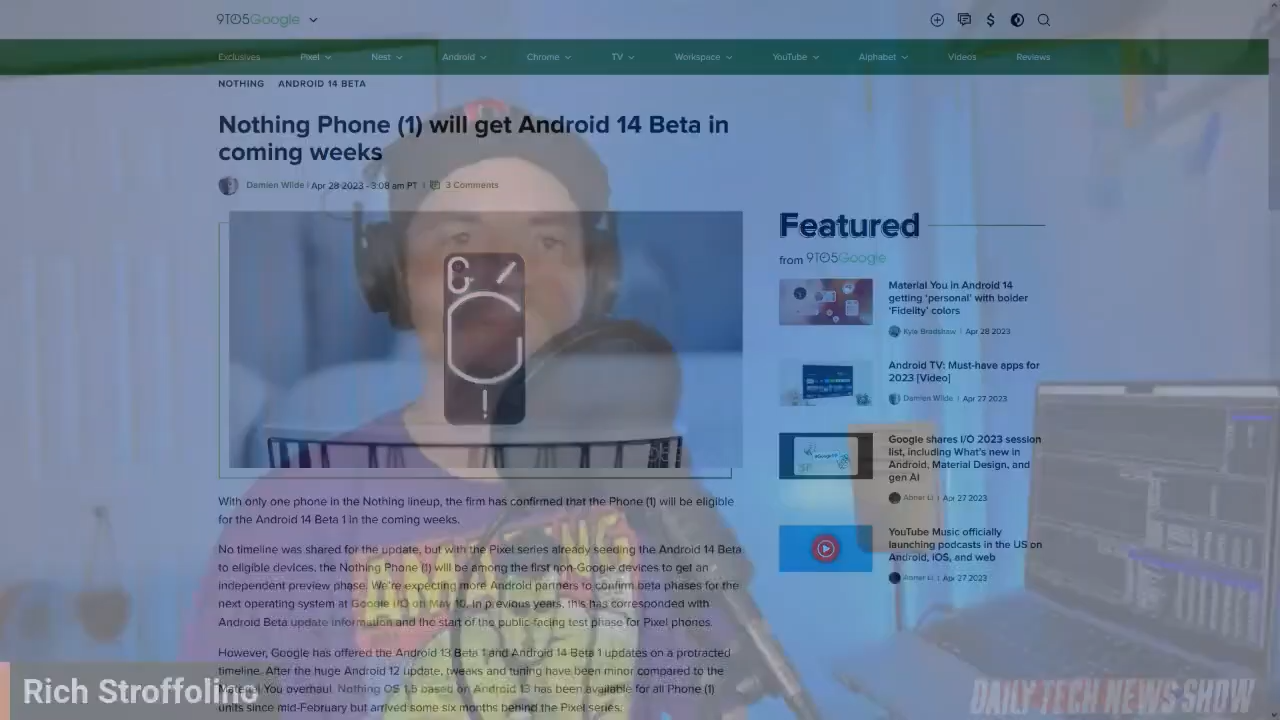 9TO5Google
Exclusives Pixel Nest Android Chrome TV Workspace YouTube Alphabet Videos Reviews
NOTHING ANDROID 14 BETA
Nothing Phone (1) will get Android 14 Beta in
coming weeks
Damien Wilde | Apr 28 2023 - 3:08 am PT | 3 Comments
With only one phone in the Nothing lineup, the firm has confirmed that the Phone (1) will be eligible
for the Android 14 Beta 1 in the coming weeks.
No timeline was shared for the update, but with the Pixel series already seeding the Android 14 Beta
to eligible devices, the Nothing Phone (1) will be among the first non-Google devices to get an
independent preview phase. We're expecting more Android partners to confirm beta phases for the
next operating system at Google I/O on May 10. In previous years, this has corresponded with
Android Beta update information and the start of the public-facing test phase for Pixel phones.
However, Google has offered the Android 13 Beta 1 and Android 14 Beta 1 updates on a protracted
timeline. After the huge Android 12 update, tweaks and tuning have been minor compared to the
Material You overhaul. Nothing OS 1.5 based on Android 13 has been available for all Phone (1)
units since mid-February but arrived some six months behind the Pixel series.
Featured
from 9TO5Google
Material You in Android 14
getting ‘personal’ with bolder
‘Fidelity’ colors
Kyle Bradshaw | Apr 28 2023
Android TV: Must-have apps for
2023 [Video]
Damien Wilde | Apr 27 2023
Google shares I/O 2023 session
list, including What's new in
Android, Material Design, and
gen AI
Abner Li | Apr 27 2023
YouTube Music officially
launching podcasts in the US on
Android, iOS, and web
Abner Li | Apr 27 2023
Rich Stroffolino
DAILY TECH NEWS SHOW